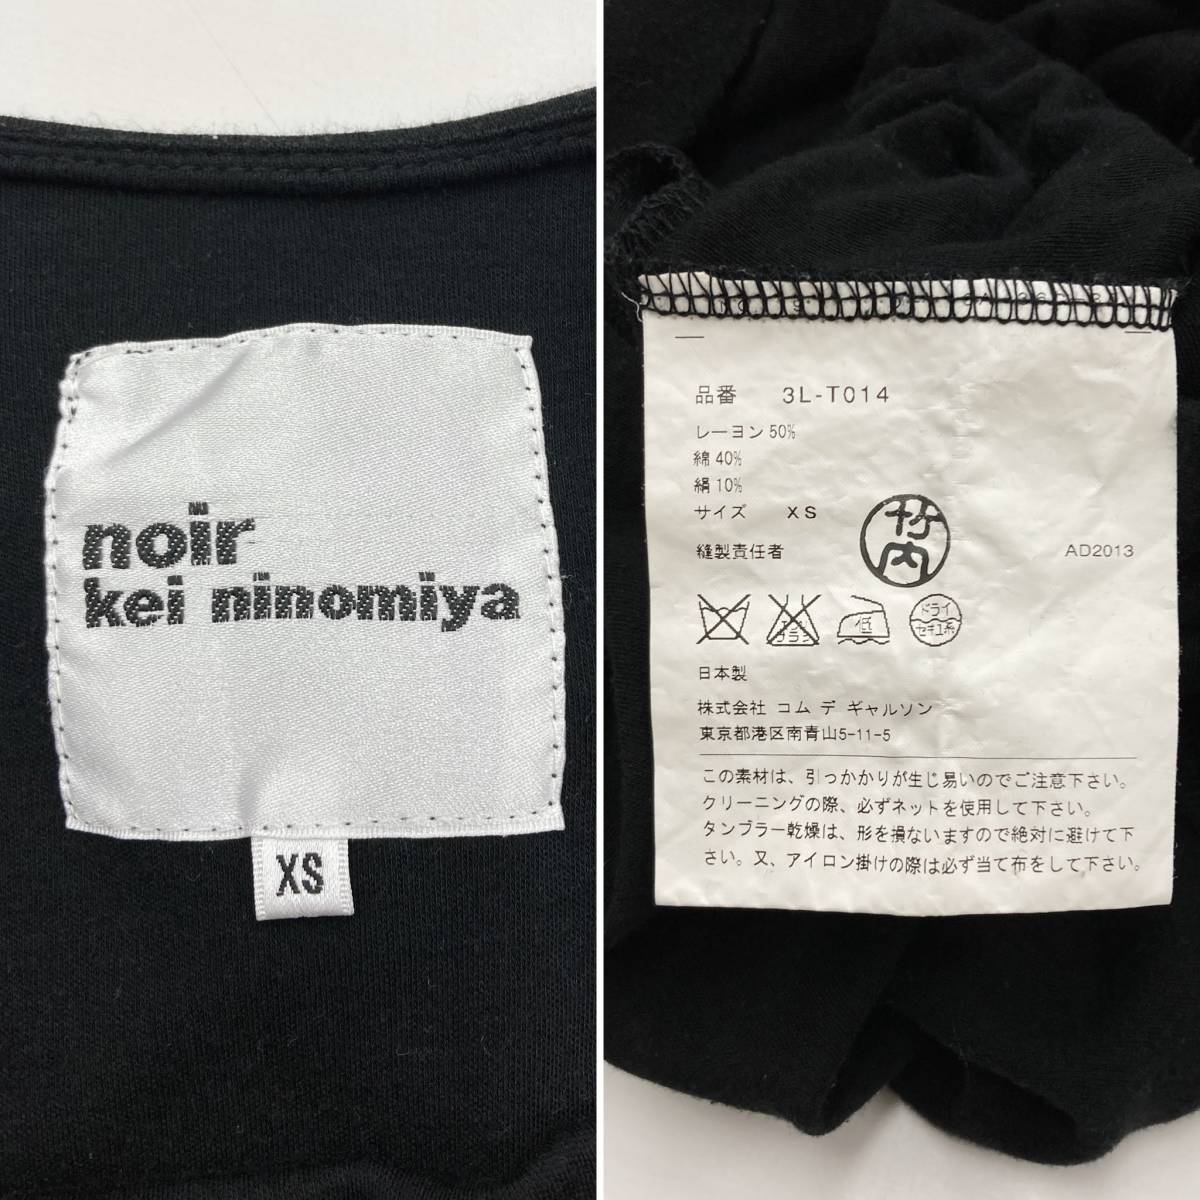 noir
kei ninomiya
XS
品番 3L-T014
レーヨン 50%
綿 40%
絹 10%
サイズ XS
縫製責任者 竹内 AD2013
低 ドライ セキユ系
日本製
株式会社 コム デ ギャルソン
東京都港区南青山5-11-5
この素材は、引っかかりが生じ易いのでご注意下さい。
クリーニングの際、必ずネットを使用して下さい。
タンブラー乾燥は、形を損ないますので絶対に避けて下
さい。又、アイロン掛けの際は必ず当て布をして下さい。